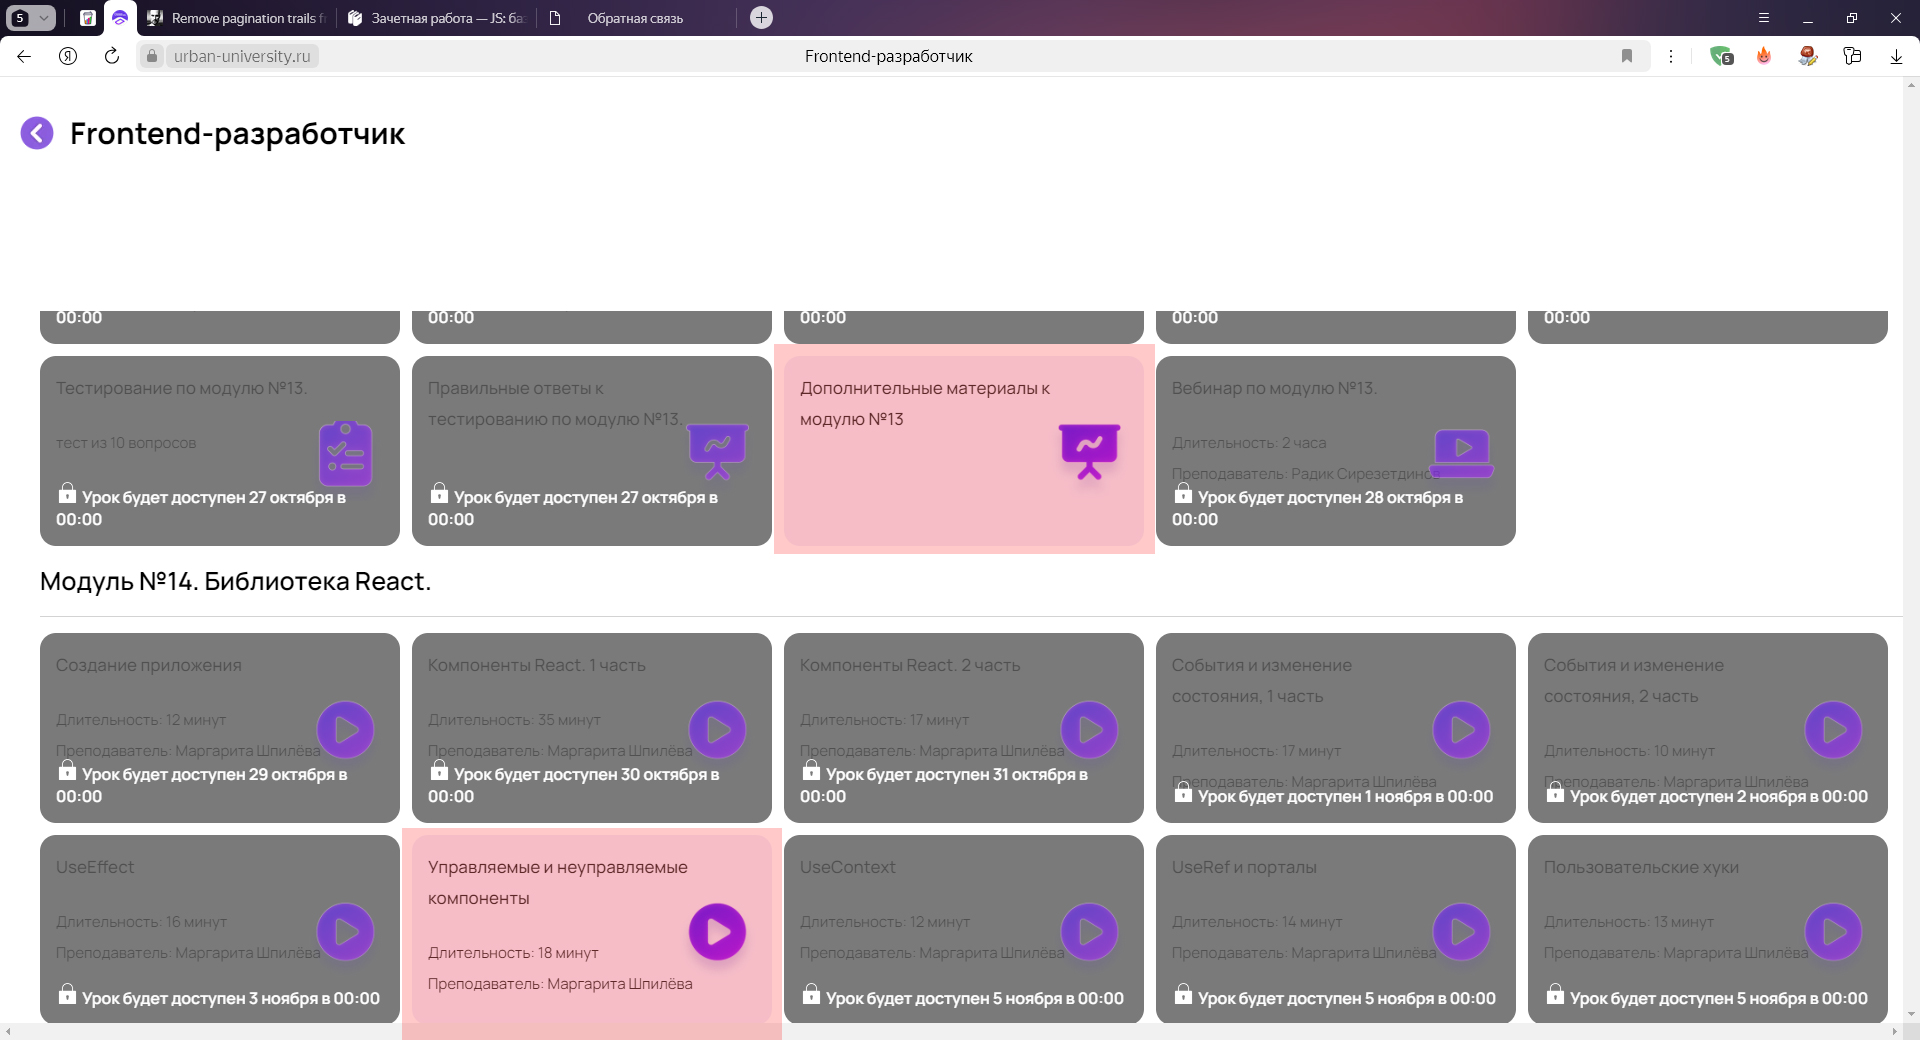 5
Remove pagination trails f
Зачетная работа — JS: ба
Обратная связь
urban-university.ru
Frontend-разработчик
5
Frontend-разработчик
00:00
00:00
00:00
00:00
00:00
Тестирование по модулю №13.
тест из 10 вопросов
Урок будет доступен 27 октября в
00:00
Правильные ответы к
тестированию по модулю №13.
Урок будет доступен 27 октября в
00:00
Дополнительные материалы к
модулю №13
Вебинар по модулю №13.
Длительность: 2 часа
Преподаватель: Радик Сирезетдинов
Урок будет доступен 28 октября в
00:00
Модуль №14. Библиотека React.
Создание приложения
Длительность: 12 минут
Преподаватель: Маргарита Шпилёва
Урок будет доступен 29 октября в
00:00
Компоненты React. 1 часть
Длительность: 35 минут
Преподаватель: Маргарита Шпилёва
Урок будет доступен 30 октября в
00:00
Компоненты React. 2 часть
Длительность: 17 минут
Преподаватель: Маргарита Шпилёва
Урок будет доступен 31 октября в
00:00
События и изменение
состояния, 1 часть
Длительность: 17 минут
Преподаватель: Маргарита Шпилёва
Урок будет доступен 1 ноября в 00:00
События и изменение
состояния, 2 часть
Длительность: 10 минут
Преподаватель: Маргарита Шпилёва
Урок будет доступен 2 ноября в 00:00
UseEffect
Длительность: 16 минут
Преподаватель: Маргарита Шпилёва
Урок будет доступен 3 ноября в 00:00
Управляемые и неуправляемые
компоненты
Длительность: 18 минут
Преподаватель: Маргарита Шпилёва
UseContext
Длительность: 12 минут
Преподаватель: Маргарита Шпилёва
Урок будет доступен 5 ноября в 00:00
UseRef и порталы
Длительность: 14 минут
Преподаватель: Маргарита Шпилёва
Урок будет доступен 5 ноября в 00:00
Пользовательские хуки
Длительность: 13 минут
Преподаватель: Маргарита Шпилёва
Урок будет доступен 5 ноября в 00:00